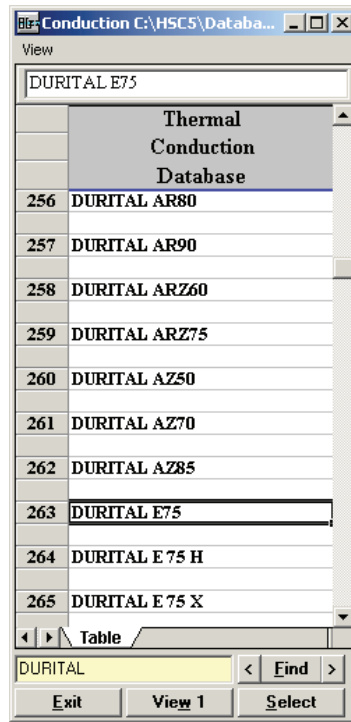 Conduction C:\HSC5\Databa...
View
DURITAL E75
Thermal
Conduction
Database
256 DURITAL AR80
257 DURITAL AR90
258 DURITAL ARZ60
259 DURITAL ARZ75
260 DURITAL AZ50
261 DURITAL AZ70
262 DURITAL AZ85
263 DURITAL E75
264 DURITAL E 75 H
265 DURITAL E 75 X
Table
DURITAL < Find >
Exit View 1 Select